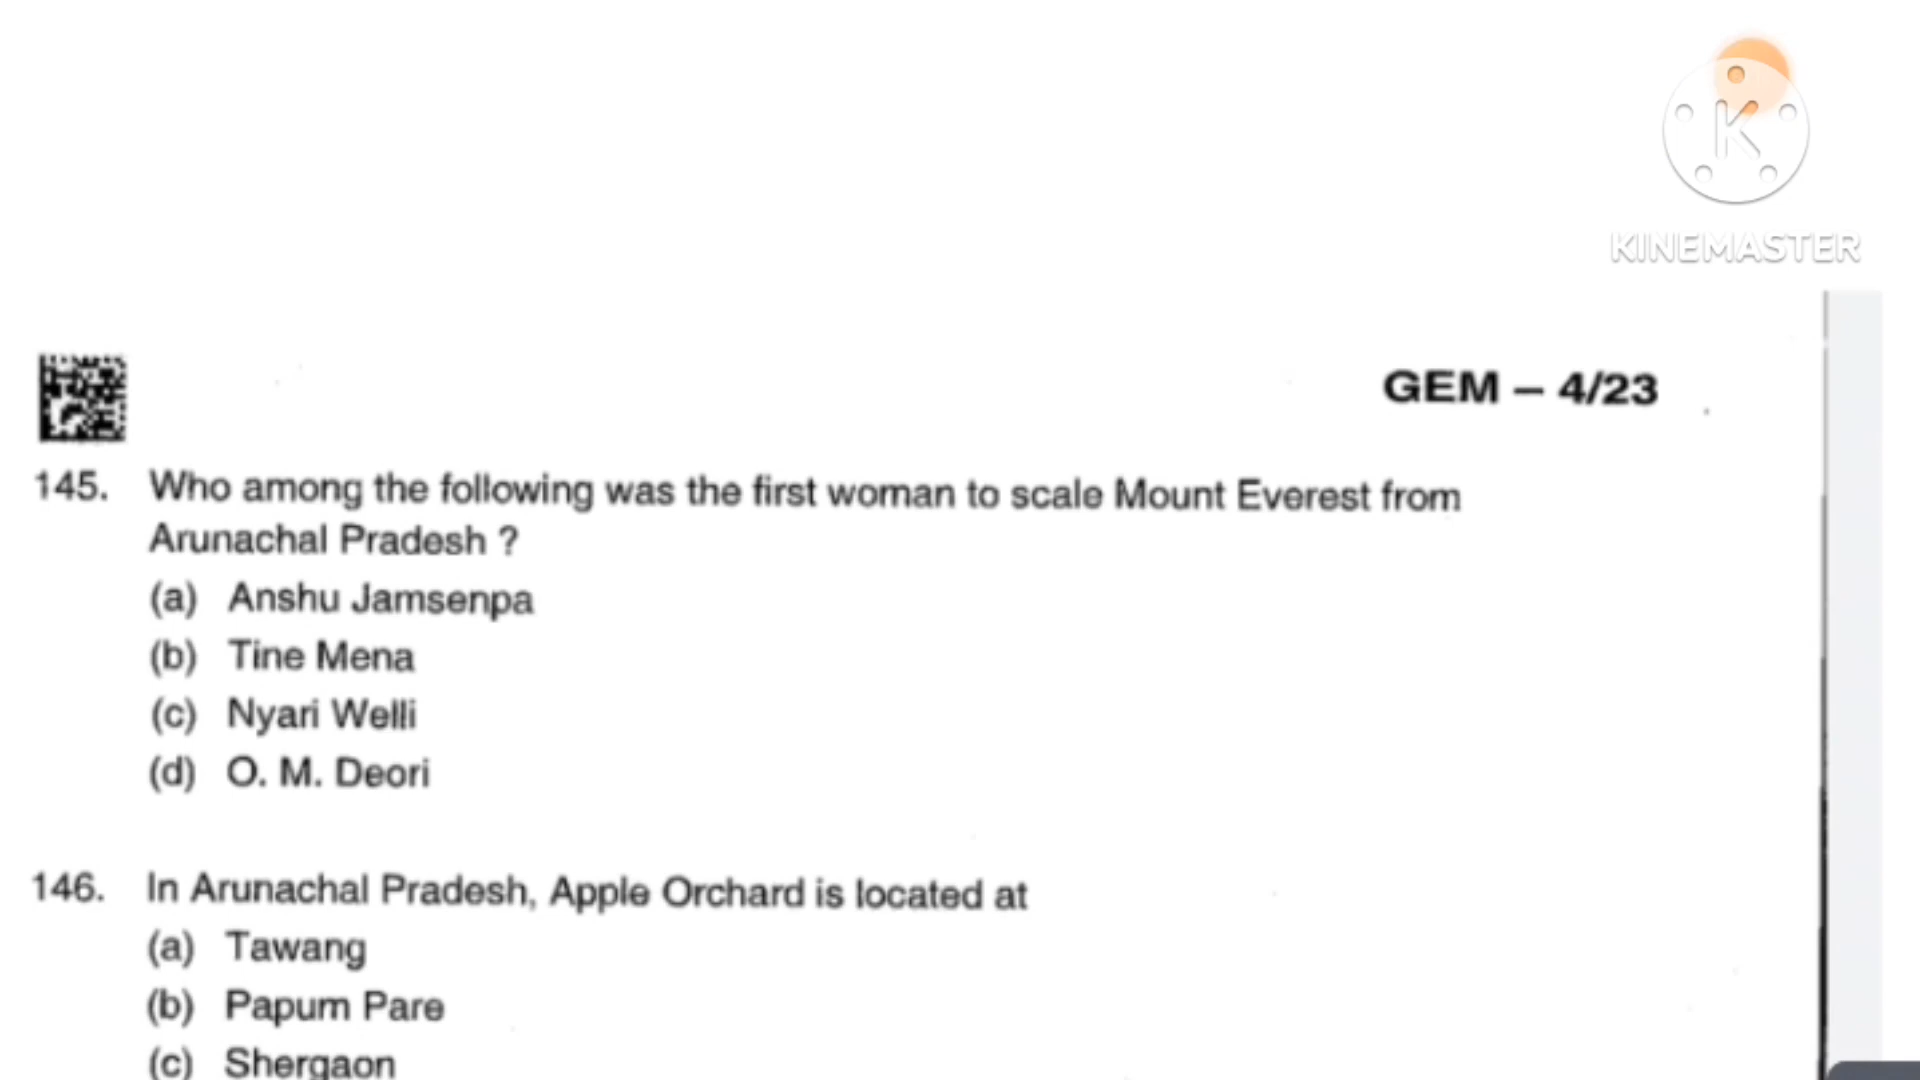 K
KINEMASTER
GEM – 4/23
145. Who among the following was the first woman to scale Mount Everest from
Arunachal Pradesh ?
(a) Anshu Jamsenpa
(b) Tine Mena
(c) Nyari Welli
(d) O. M. Deori
146. In Arunachal Pradesh, Apple Orchard is located at
(a) Tawang
(b) Papum Pare
(c) Shergaon